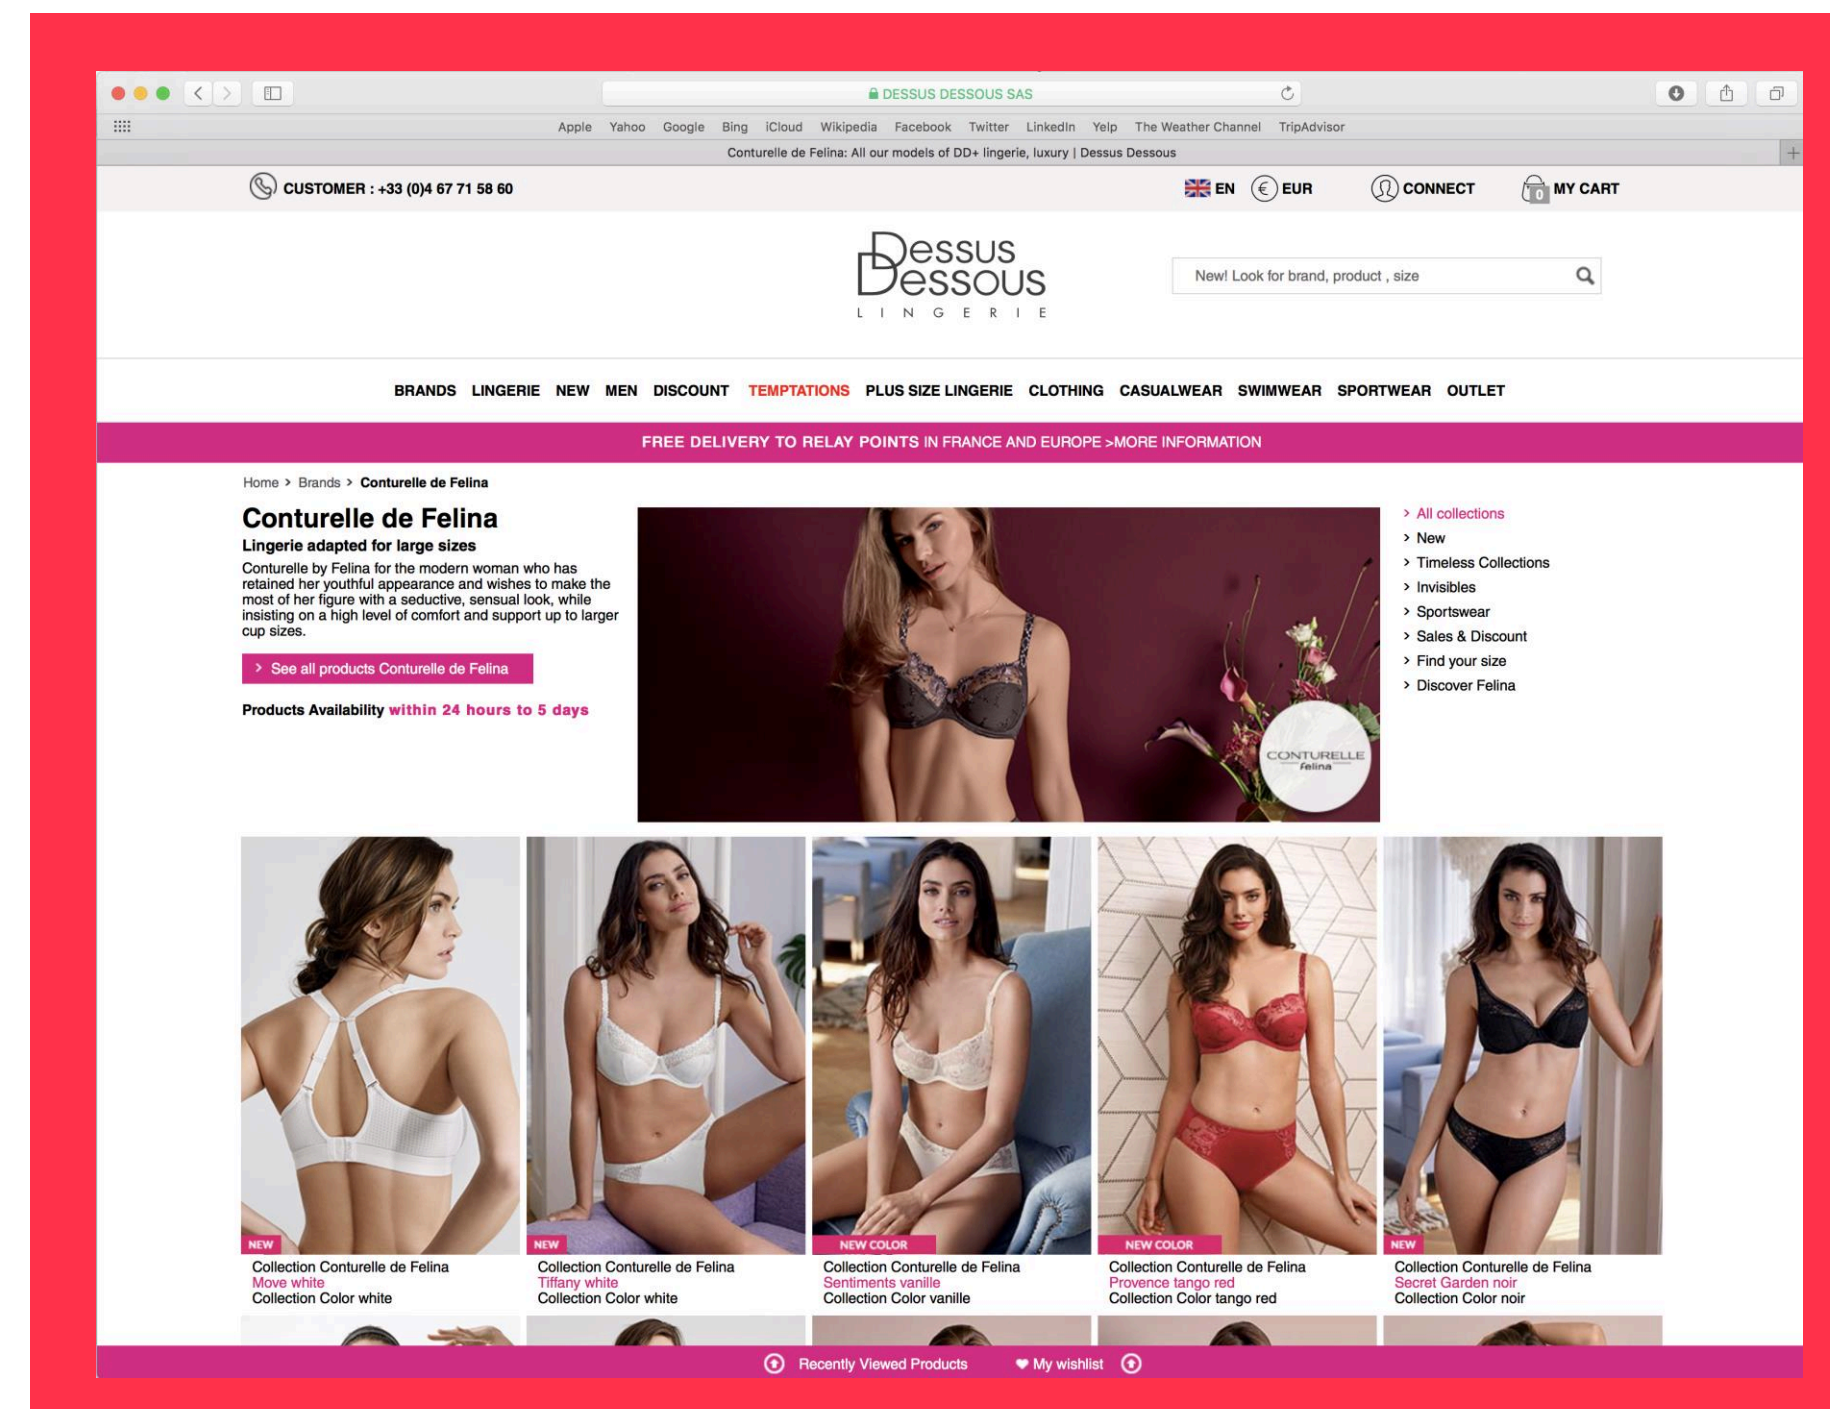 DESSUS DESSOUS SAS
Apple Yahoo Google Bing iCloud Wikipedia Facebook Twitter LinkedIn Yelp The Weather Channel TripAdvisor
Conturelle de Felina: All our models of DD+ lingerie, luxury | Dessus Dessous
CUSTOMER : +33 (0)4 67 71 58 60
EN € EUR CONNECT 0 MY CART
Dessus
Dessous
LINGERIE
New! Look for brand, product , size
BRANDS LINGERIE NEW MEN DISCOUNT TEMPTATIONS PLUS SIZE LINGERIE CLOTHING CASUALWEAR SWIMWEAR SPORTWEAR OUTLET
FREE DELIVERY TO RELAY POINTS IN FRANCE AND EUROPE >MORE INFORMATION
Home > Brands > Conturelle de Felina
Conturelle de Felina
Lingerie adapted for large sizes
Conturelle by Felina for the modern woman who has
retained her youthful appearance and wishes to make the
most of her figure with a seductive, sensual look, while
insisting on a high level of comfort and support up to larger
cup sizes.
> See all products Conturelle de Felina
Products Availability within 24 hours to 5 days
CONTURELLE
Felina
> All collections
> New
> Timeless Collections
> Invisibles
> Sportswear
> Sales & Discount
> Find your size
> Discover Felina
NEW
Collection Conturelle de Felina
Move white
Collection Color white
NEW
Collection Conturelle de Felina
Tiffany white
Collection Color white
NEW COLOR
Collection Conturelle de Felina
Sentiments vanille
Collection Color vanille
NEW COLOR
Collection Conturelle de Felina
Provence tango red
Collection Color tango red
NEW
Collection Conturelle de Felina
Secret Garden noir
Collection Color noir
Recently Viewed Products
My wishlist